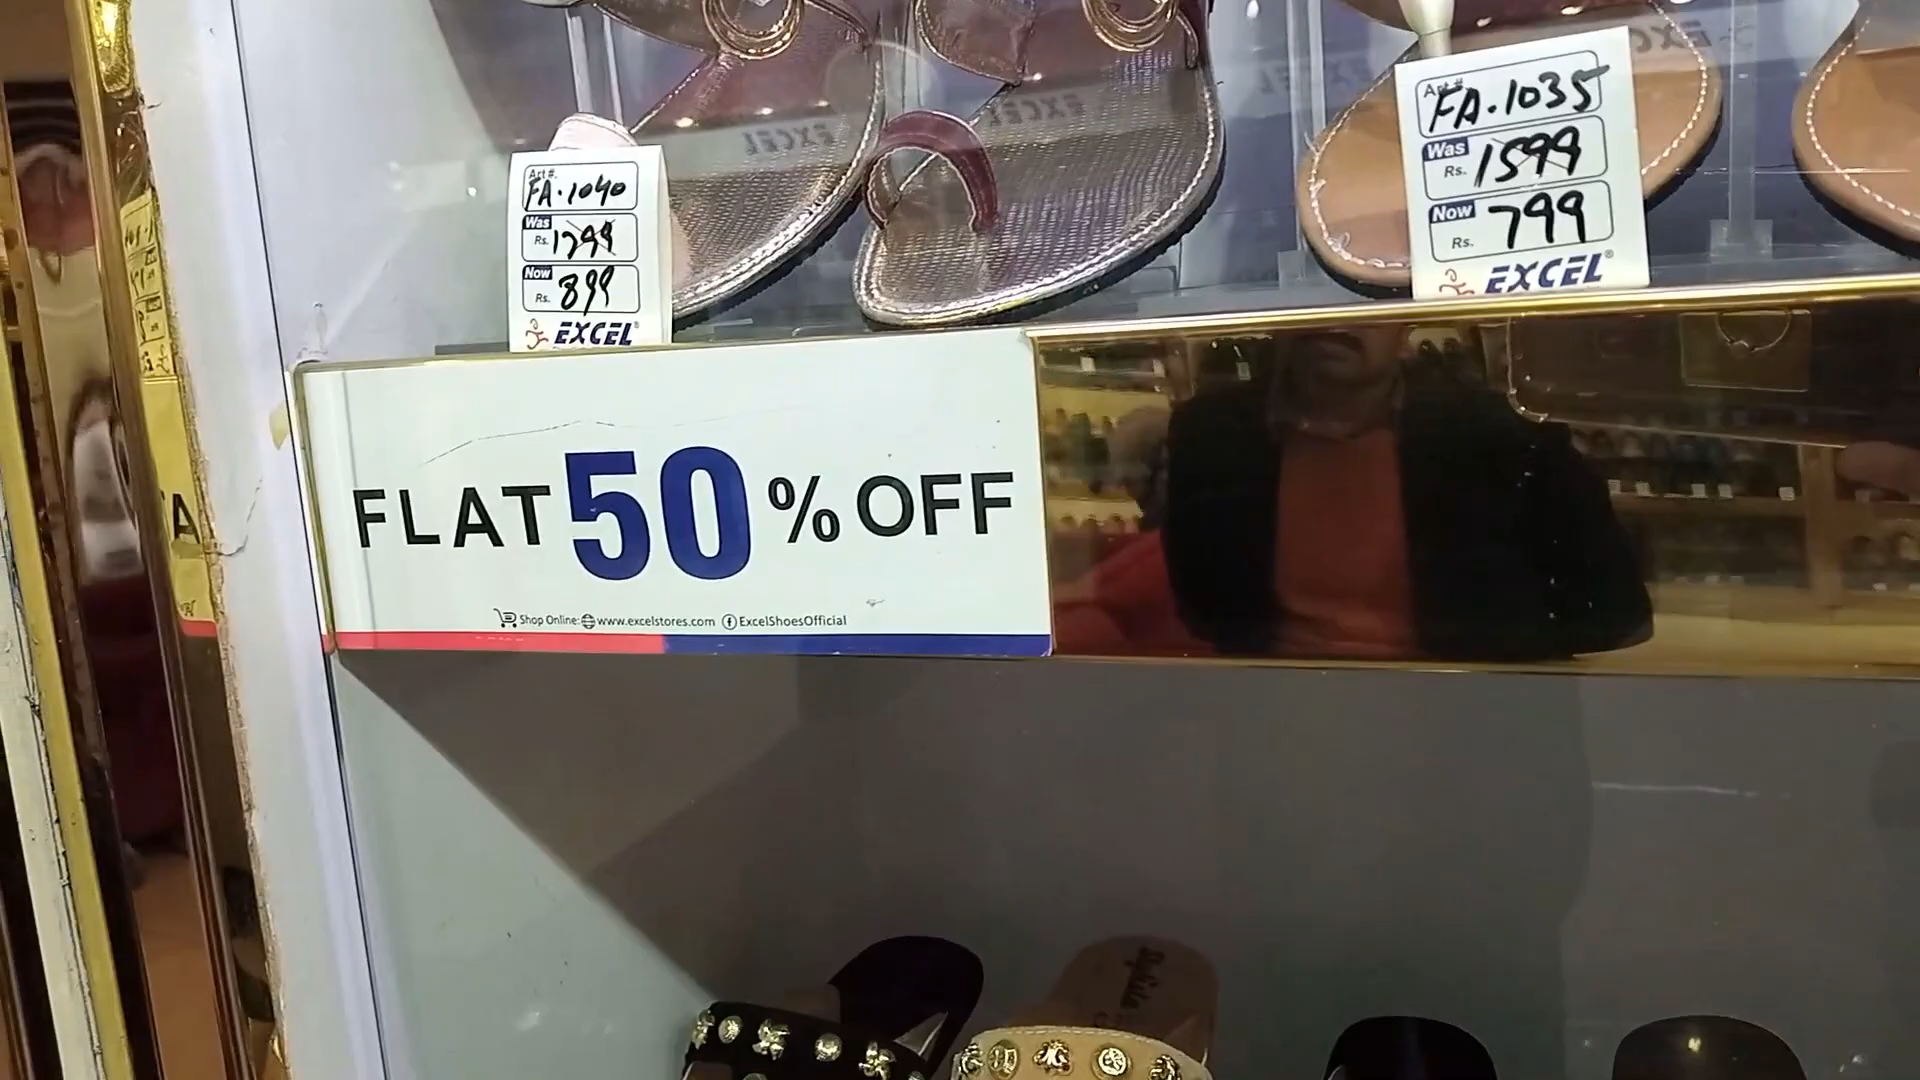 Art #.
FA.1040
Was
Rs. 1799
Now
Rs. 899
EXCEL®
Art #.
FA.1035
Was
Rs. 1599
Now
Rs. 799
EXCEL®
FLAT 50% OFF
Shop Online: www.excelstores.com ExcelShoesOfficial
EXCEL
EXCEL
Stylida